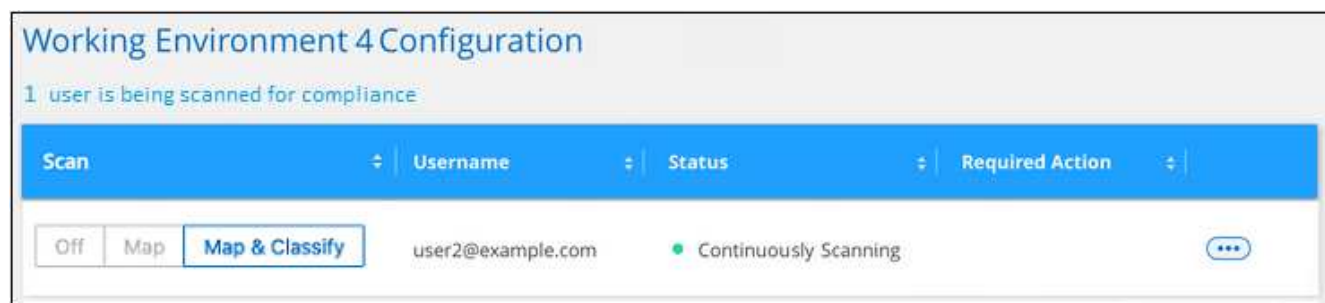 Working Environment 4 Configuration
1 user is being scanned for compliance
Scan Username Status Required Action
Off Map Map & Classify user2@example.com Continuously Scanning